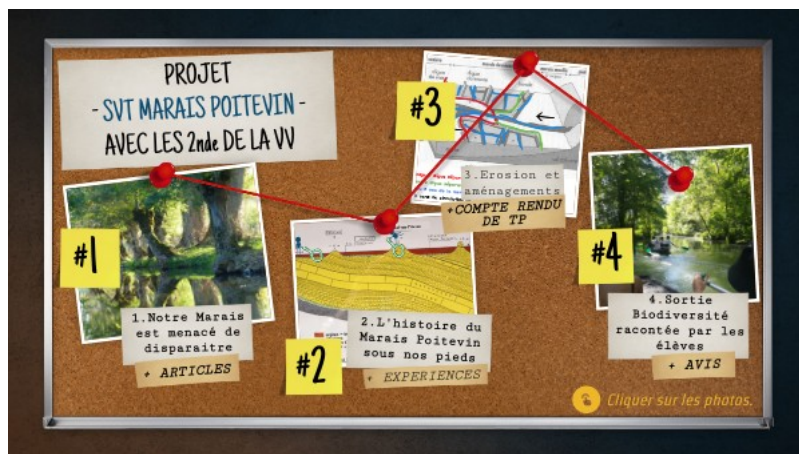 PROJET
- SVT MARAIS POITEVIN -
AVEC LES 2nde DE LA VV
#1
1.Notre Marais
est menacé de
disparaitre
+ ARTICLES
#2
2.L'histoire du
Marais Poitevin
sous nos pieds
+ EXPERIENCES
#3
3.Erosion et
aménagements
+COMPTE RENDU
DE TP
#4
4.Sortie
Biodiversité
racontée par les
élèves
+ AVIS
Cliquer sur les photos.